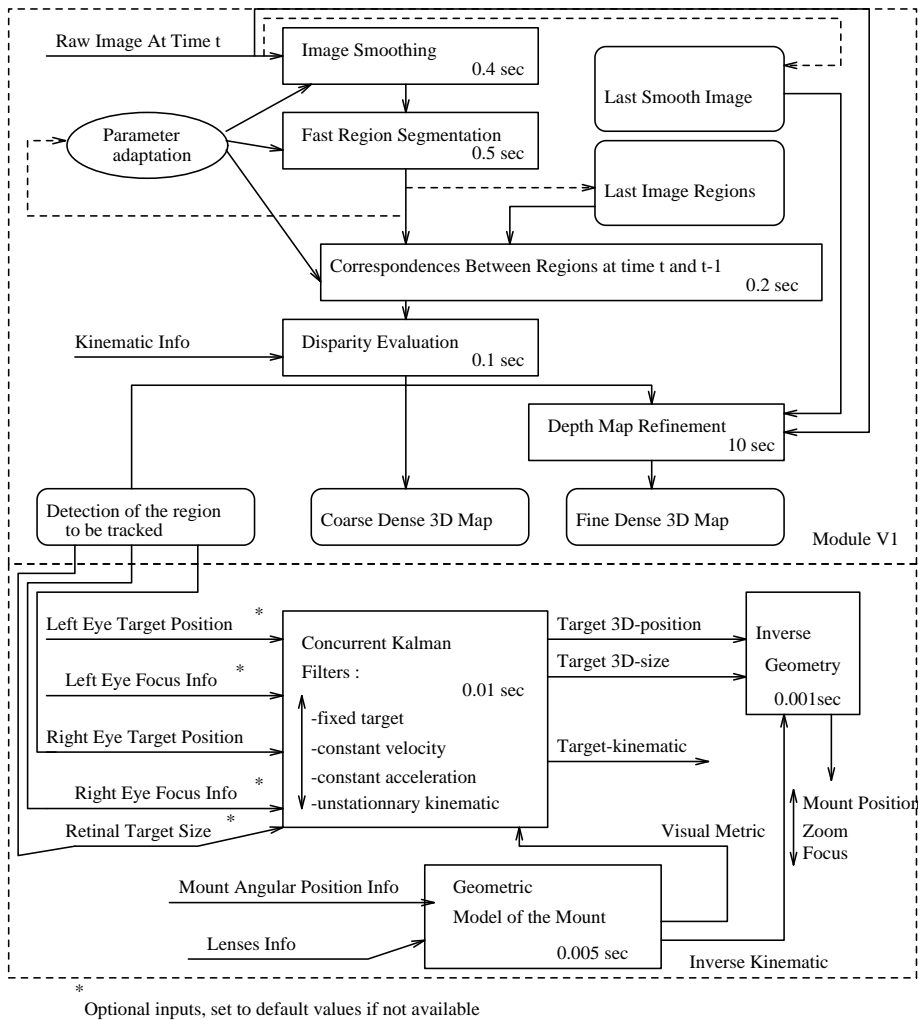 Raw Image At Time t
Image Smoothing
0.4 sec
Last Smooth Image
Parameter
adaptation
Fast Region Segmentation
0.5 sec
Last Image Regions
Correspondences Between Regions at time t and t-1
0.2 sec
Kinematic Info
Disparity Evaluation
0.1 sec
Depth Map Refinement
10 sec
Detection of the region
to be tracked
Coarse Dense 3D Map
Fine Dense 3D Map
Module V1
Left Eye Target Position *
Left Eye Focus Info *
Right Eye Target Position
Right Eye Focus Info *
Retinal Target Size *
Concurrent Kalman
Filters :
0.01 sec
-fixed target
-constant velocity
-constant acceleration
-unstationnary kinematic
Target 3D-position
Target 3D-size
Target-kinematic
Inverse
Geometry
0.001sec
Mount Position
Zoom
Focus
Visual Metric
Mount Angular Position Info
Lenses Info
Geometric
Model of the Mount
0.005 sec
Inverse Kinematic
* Optional inputs, set to default values if not available